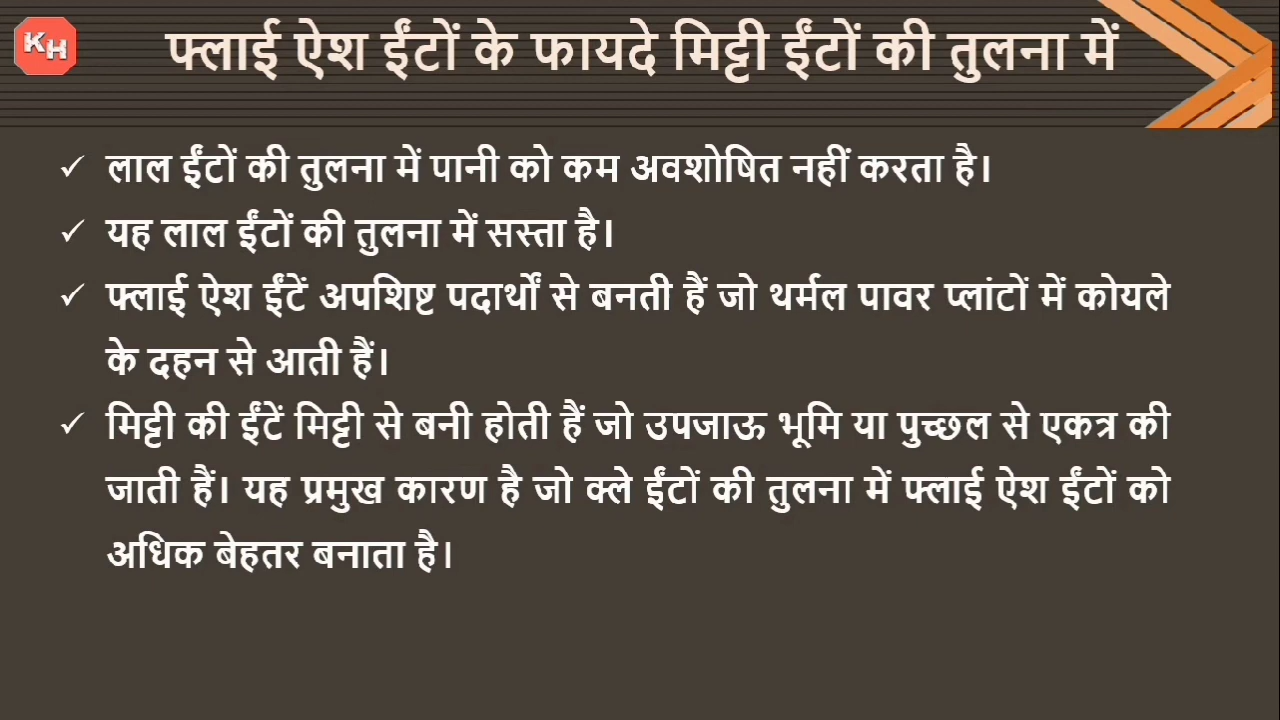 KH
फ्लाई ऐश ईंटों के फायदे मिट्टी ईंटों की तुलना में
✓ लाल ईंटों की तुलना में पानी को कम अवशोषित नहीं करता है।
✓ यह लाल ईंटों की तुलना में सस्ता है।
✓ फ्लाई ऐश ईंटें अपशिष्ट पदार्थों से बनती हैं जो थर्मल पावर प्लांटों में कोयले
के दहन से आती हैं।
✓ मिट्टी की ईंटें मिट्टी से बनी होती हैं जो उपजाऊ भूमि या पुच्छल से एकत्र की
जाती हैं। यह प्रमुख कारण है जो क्ले ईंटों की तुलना में फ्लाई ऐश ईंटों को
अधिक बेहतर बनाता है।